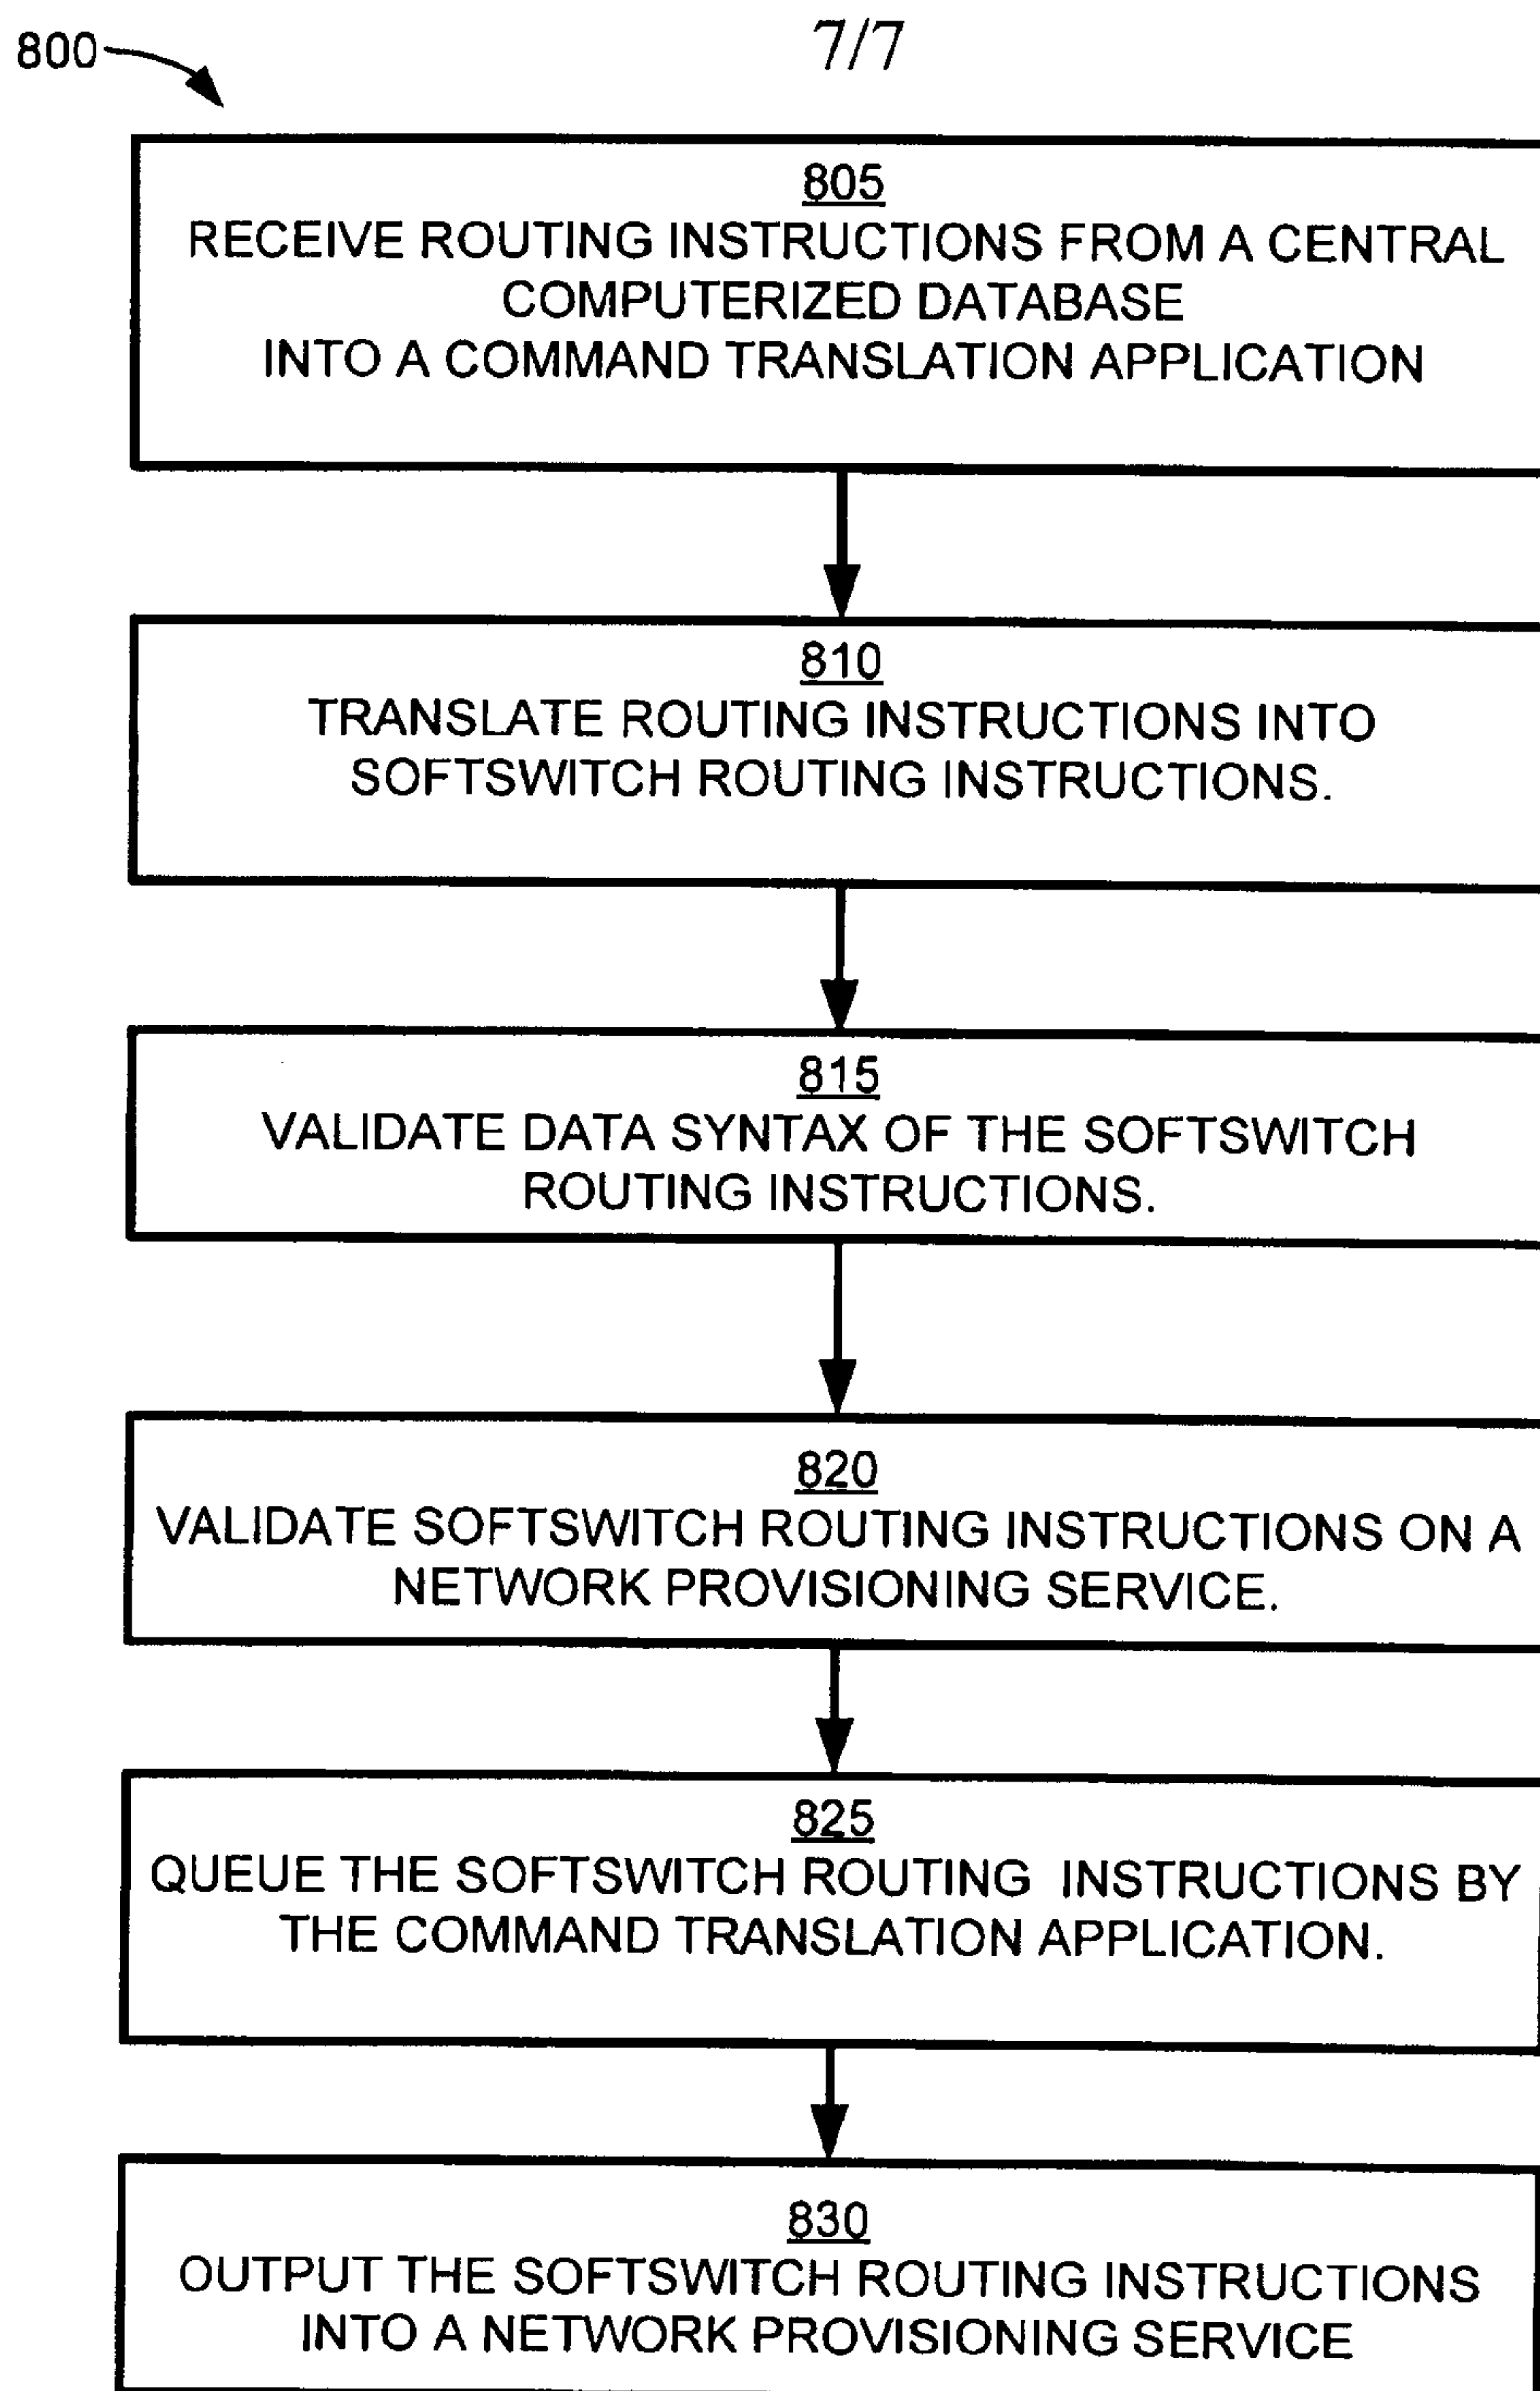 800
7/7
805
RECEIVE ROUTING INSTRUCTIONS FROM A CENTRAL
COMPUTERIZED DATABASE
INTO A COMMAND TRANSLATION APPLICATION
810
TRANSLATE ROUTING INSTRUCTIONS INTO
SOFTSWITCH ROUTING INSTRUCTIONS.
815
VALIDATE DATA SYNTAX OF THE SOFTSWITCH
ROUTING INSTRUCTIONS.
820
VALIDATE SOFTSWITCH ROUTING INSTRUCTIONS ON A
NETWORK PROVISIONING SERVICE.
825
QUEUE THE SOFTSWITCH ROUTING INSTRUCTIONS BY
THE COMMAND TRANSLATION APPLICATION.
830
OUTPUT THE SOFTSWITCH ROUTING INSTRUCTIONS
INTO A NETWORK PROVISIONING SERVICE